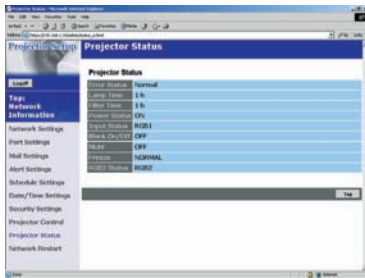 Projector Setup
Projector Status
Logoff
Top:
Network
Information
Network Settings
Port Settings
Mail Settings
Alert Settings
Schedule Settings
Date/Time Settings
Security Settings
Projector Control
Projector Status
Network Restart
Projector Status
Error Status Normal
Lamp Time 1 h
Filter Time 1 h
Power Status ON
Input Status RGB1
Blank On/Off OFF
Mute OFF
Freeze NORMAL
RGB2 Status RGB2
Top